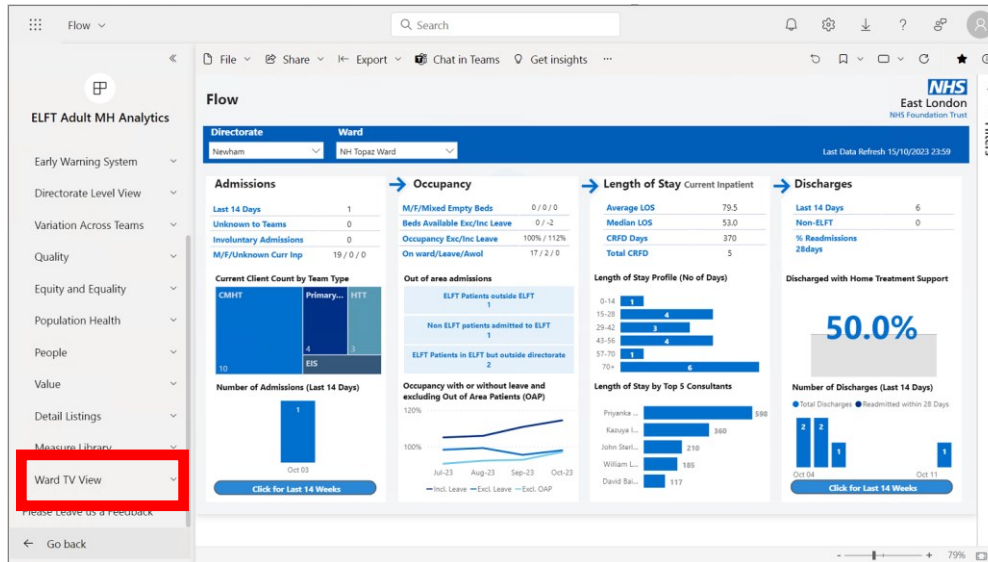 Flow
Search
File
Share
Export
Chat in Teams
Get insights
ELFT Adult MH Analytics
Early Warning System
Directorate Level View
Variation Across Teams
Quality
Equity and Equality
Population Health
People
Value
Detail Listings
Measure Library
Ward TV View
Please Leave us a Feedback
Go back
Flow
NHS
East London
NHS Foundation Trust
Filters
Directorate Ward
Newham NH Topaz Ward
Last Data Refresh 15/10/2023 23:59
Admissions
Last 14 Days 1
Unknown to Teams 0
Involuntary Admissions 0
M/F/Unknown Curr Inp 19 / 0 / 0
Current Client Count by Team Type
CMHT Primary... HTT
4 3
EIS
10
Number of Admissions (Last 14 Days)
1
Oct 03
Click for Last 14 Weeks
Occupancy
M/F/Mixed Empty Beds 0 / 0 / 0
Beds Available Exc/Inc Leave 0 / -2
Occupancy Exc/Inc Leave 100% / 112%
On ward/Leave/Awol 17 / 2 / 0
Out of area admissions
ELFT Patients outside ELFT
1
Non ELFT patients admitted to ELFT
1
ELFT Patients in ELFT but outside directorate
2
Occupancy with or without leave and
excluding Out of Area Patients (OAP)
120%
100%
Jul-23 Aug-23 Sep-23 Oct-23
Incl. Leave Excl. Leave Excl. OAP
Length of Stay Current Inpatient
Average LOS 79.5
Median LOS 53.0
CRFD Days 370
Total CRFD 5
Length of Stay Profile (No of Days)
0-14 1
15-28 4
29-42 3
43-56 4
57-70 1
70+ 6
Length of Stay by Top 5 Consultants
Priyanka ... 598
Kazuya I... 360
John Starl... 210
William L... 185
David Bai... 117
Discharges
Last 14 Days 6
Non-ELFT 0
% Readmissions
28days
Discharged with Home Treatment Support
50.0%
Number of Discharges (Last 14 Days)
Total Discharges Readmitted within 28 Days
2 2 1 1
Oct 04 Oct 11
Click for Last 14 Weeks
- + 79%